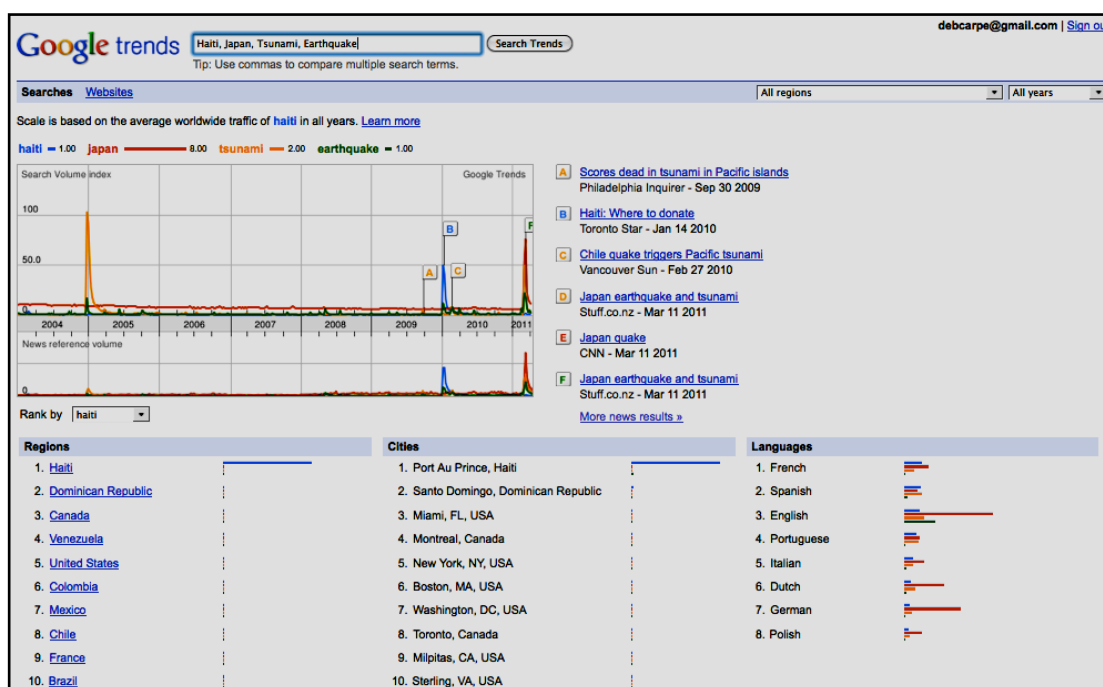 debcarpe@gmail.com | Sign ou
Google trends
Haiti, Japan, Tsunami, Earthquake
Search Trends
Tip: Use commas to compare multiple search terms.
Searches Websites
All regions
All years
Scale is based on the average worldwide traffic of haiti in all years. Learn more
haiti 1.00 japan 8.00 tsunami 2.00 earthquake 1.00
Search Volume index
Google Trends
100
50.0
0
A
B
C
F
2004 2005 2006 2007 2008 2009 2010 2011
News reference volume
0
A Scores dead in tsunami in Pacific islands
Philadelphia Inquirer - Sep 30 2009
B Haiti: Where to donate
Toronto Star - Jan 14 2010
C Chile quake triggers Pacific tsunami
Vancouver Sun - Feb 27 2010
D Japan earthquake and tsunami
Stuff.co.nz - Mar 11 2011
E Japan quake
CNN - Mar 11 2011
F Japan earthquake and tsunami
Stuff.co.nz - Mar 11 2011
More news results »
Rank by haiti
Regions
1. Haiti
2. Dominican Republic
3. Canada
4. Venezuela
5. United States
6. Colombia
7. Mexico
8. Chile
9. France
10. Brazil
Cities
1. Port Au Prince, Haiti
2. Santo Domingo, Dominican Republic
3. Miami, FL, USA
4. Montreal, Canada
5. New York, NY, USA
6. Boston, MA, USA
7. Washington, DC, USA
8. Toronto, Canada
9. Milpitas, CA, USA
10. Sterling, VA, USA
Languages
1. French
2. Spanish
3. English
4. Portuguese
5. Italian
6. Dutch
7. German
8. Polish